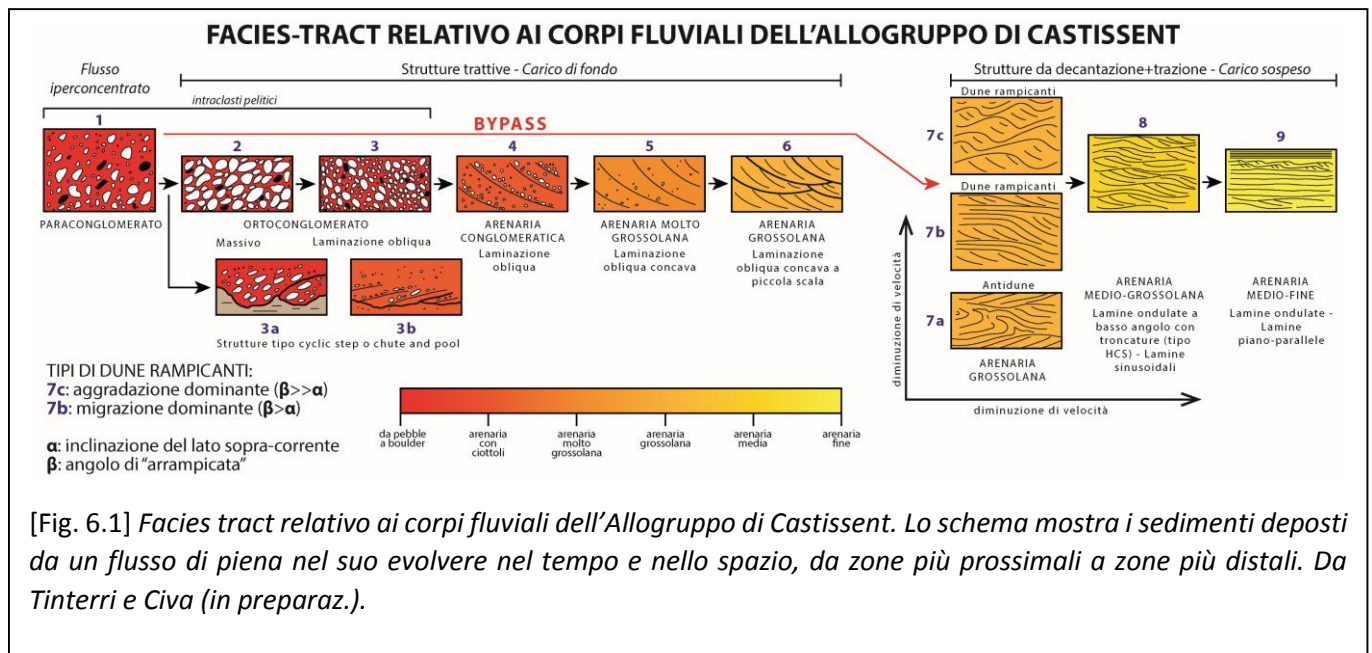 FACIES-TRACT RELATIVO AI CORPI FLUVIALI DELL'ALLOGRUPPO DI CASTISSENT
Flusso
iperconcentrato
Strutture trattive - Carico di fondo
Strutture da decantazione+trazione - Carico sospeso
intraclasti pelitici
BYPASS
1
PARACONGLOMERATO
2
3
ORTOCONGLOMERATO
Massivo
Laminazione obliqua
3a
3b
Strutture tipo cyclic step o chute and pool
4
ARENARIA
CONGLOMERATICA
Laminazione
obliqua
5
ARENARIA MOLTO
GROSSOLANA
Laminazione
obliqua concava
6
ARENARIA
GROSSOLANA
Laminazione
obliqua concava a
piccola scala
Dune rampicanti
7c
Dune rampicanti
7b
Antidune
7a
ARENARIA
GROSSOLANA
diminuzione di velocità
diminuzione di velocità
8
ARENARIA
MEDIO-GROSSOLANA
Lamine ondulate a
basso angolo con
troncature (tipo
HCS) - Lamine
sinusoidali
9
ARENARIA
MEDIO-FINE
Lamine ondulate -
Lamine
piano-parallele
TIPI DI DUNE RAMPICANTI:
7c: aggradazione dominante (β>>α)
7b: migrazione dominante (β>α)
α: inclinazione del lato sopra-corrente
β: angolo di "arrampicata"
da pebble
a boulder
arenaria
con
ciottoli
arenaria
molto
grossolana
arenaria
grossolana
arenaria
media
arenaria
fine
[Fig. 6.1] Facies tract relativo ai corpi fluviali dell'Allogruppo di Castissent. Lo schema mostra i sedimenti deposti
da un flusso di piena nel suo evolvere nel tempo e nello spazio, da zone più prossimali a zone più distali. Da
Tinterri e Civa (in preparaz.).